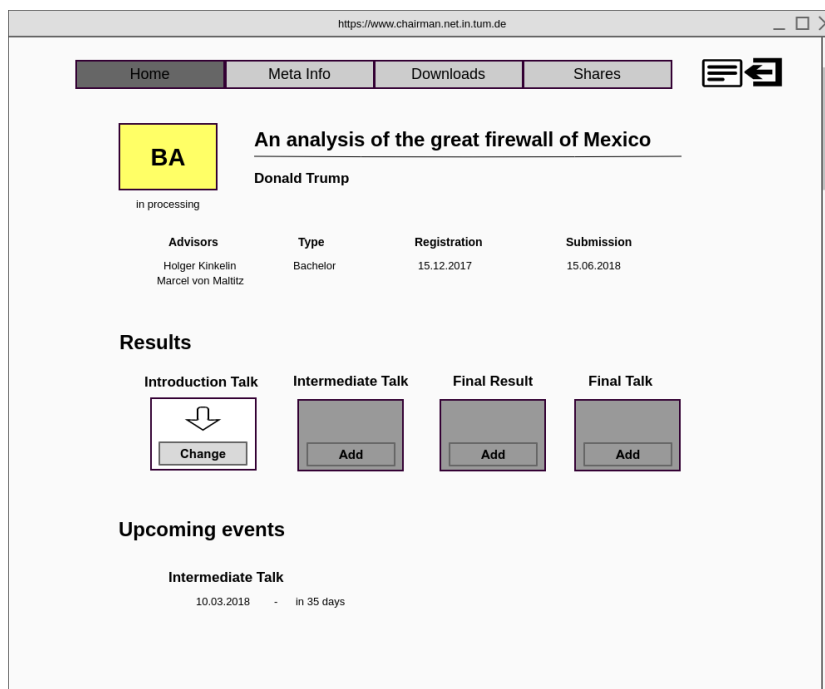 https://www.chairman.net.in.tum.de
Home Meta Info Downloads Shares
BA
An analysis of the great firewall of Mexico
Donald Trump
in processing
Advisors Type Registration Submission
Holger Kinkelin Bachelor 15.12.2017 15.06.2018
Marcel von Maltitz
Results
Introduction Talk Intermediate Talk Final Result Final Talk
Change Add Add Add
Upcoming events
Intermediate Talk
10.03.2018 - in 35 days